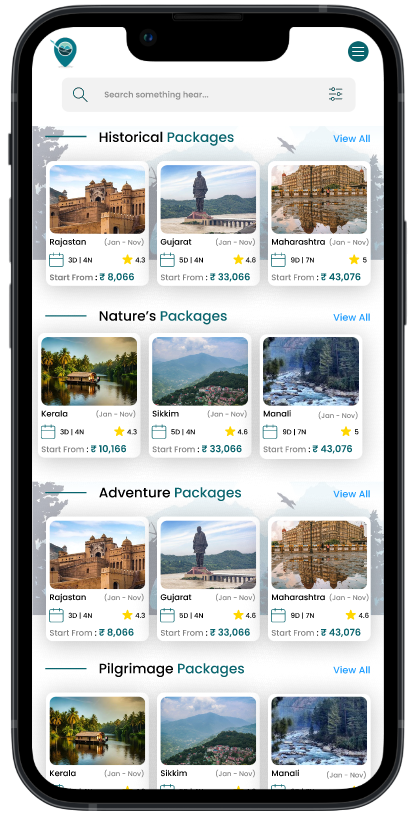 Search something hear...
Historical Packages
View All
Rajastan (Jan - Nov)
3D | 4N 4.3
Start From : ₹ 8,066
Gujarat (Jan - Nov)
5D | 4N 4.6
Start From : ₹ 33,066
Maharashtra (Jan - Nov)
9D | 7N 5
Start From : ₹ 43,076
Nature's Packages
View All
Kerala (Jan - Nov)
3D | 4N 4.3
Start From : ₹ 10,166
Sikkim (Jan - Nov)
5D | 4N 4.6
Start From : ₹ 33,066
Manali (Jan - Nov)
9D | 7N 5
Start From : ₹ 43,076
Adventure Packages
View All
Rajastan (Jan - Nov)
3D | 4N 4.3
Start From : ₹ 8,066
Gujarat (Jan - Nov)
5D | 4N 4.6
Start From : ₹ 33,066
Maharashtra (Jan - Nov)
9D | 7N 4.6
Start From : ₹ 43,076
Pilgrimage Packages
View All
Kerala (Jan - Nov)
Sikkim (Jan - Nov)
Manali (Jan - Nov)